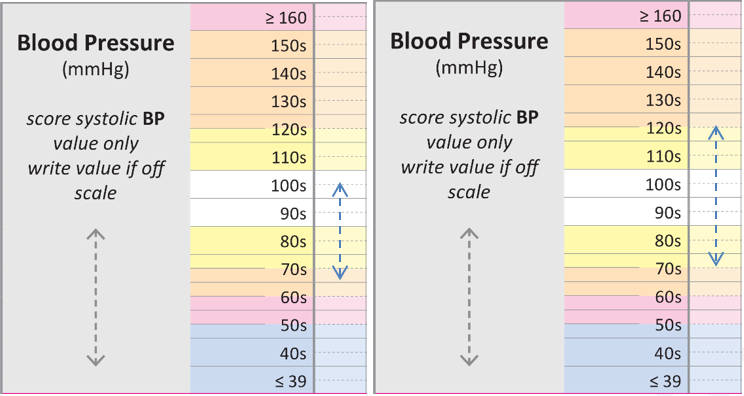 Blood Pressure
(mmHg)
score systolic BP
value only
write value if off
scale
≥ 160
150s
140s
130s
120s
110s
100s
90s
80s
70s
60s
50s
40s
≤ 39
Blood Pressure
(mmHg)
score systolic BP
value only
write value if off
scale
≥ 160
150s
140s
130s
120s
110s
100s
90s
80s
70s
60s
50s
40s
≤ 39